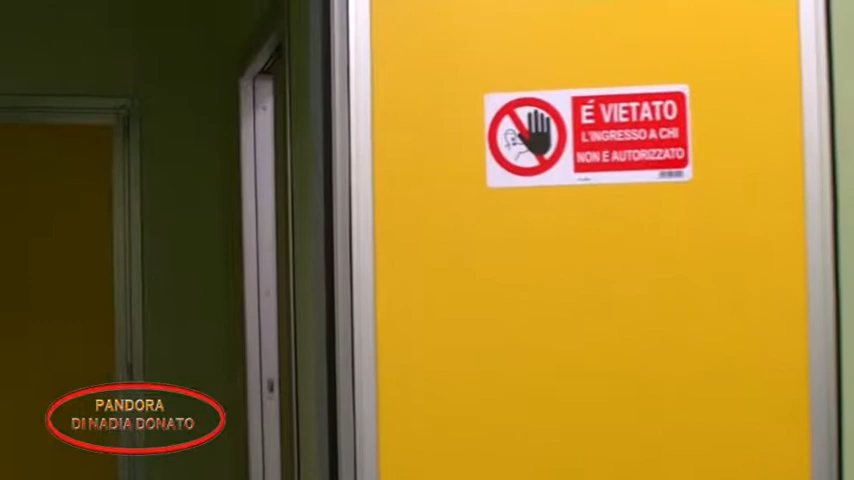 É VIETATO
L'INGRESSO A CHI
NON E AUTORIZZATO
PANDORA
DI NADIA DONATO